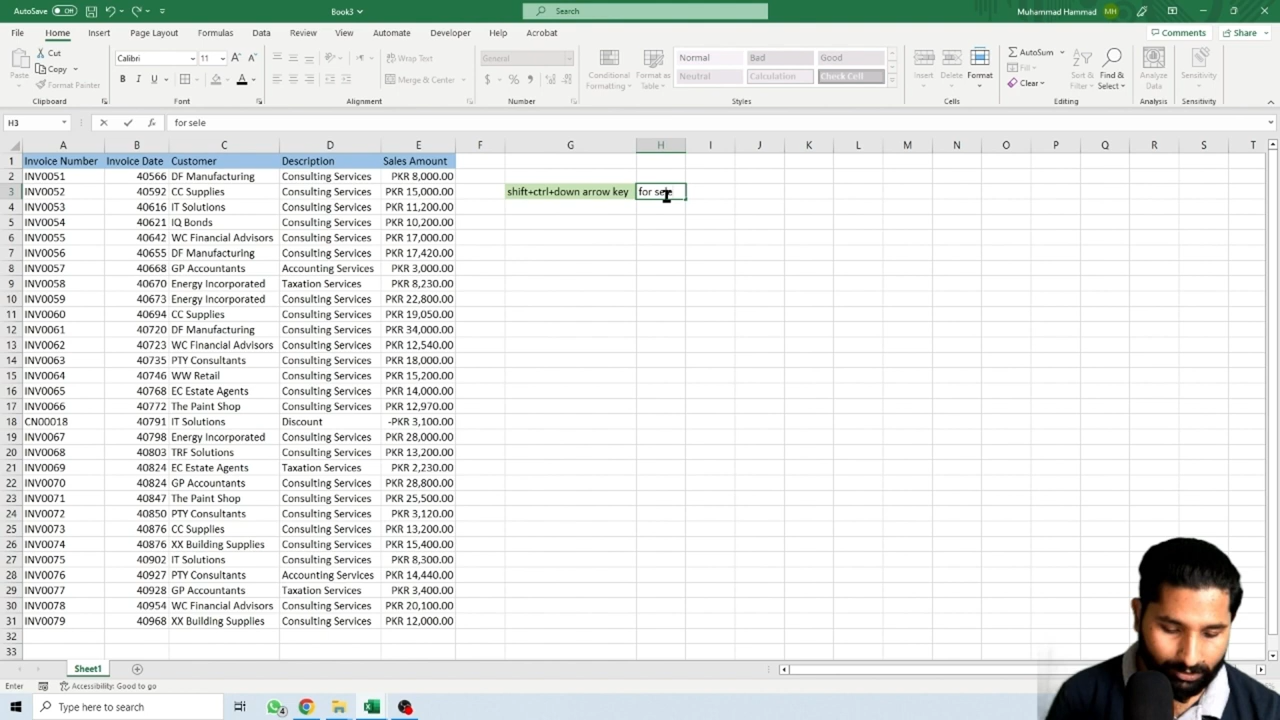 AutoSave Off Book3 Search Muhammad Hammad MH
File Home Insert Page Layout Formulas Data Review View Automate Developer Help Acrobat Comments Share
Paste Cut Copy Format Painter Clipboard
Calibri 11 B I U Font
Wrap Text Merge & Center Alignment
General $ % Number
Conditional Formatting Format as Table Normal Bad Good Neutral Calculation Check Cell Styles
Insert Delete Format Cells
AutoSum Fill Clear Sort & Filter Find & Select Editing
Analyze Data Analysis Sensitivity Sensitivity
H3 fx for sele
A B C D E F G H I J K L M N O P Q R S T
1 Invoice Number Invoice Date Customer Description Sales Amount
2 INV0051 40566 DF Manufacturing Consulting Services PKR 8,000.00
3 INV0052 40592 CC Supplies Consulting Services PKR 15,000.00 shift+ctrl+down arrow key for sele
4 INV0053 40616 IT Solutions Consulting Services PKR 11,200.00
5 INV0054 40621 IQ Bonds Consulting Services PKR 10,200.00
6 INV0055 40642 WC Financial Advisors Consulting Services PKR 17,000.00
7 INV0056 40655 DF Manufacturing Consulting Services PKR 17,420.00
8 INV0057 40668 GP Accountants Accounting Services PKR 3,000.00
9 INV0058 40670 Energy Incorporated Taxation Services PKR 8,230.00
10 INV0059 40673 Energy Incorporated Consulting Services PKR 22,800.00
11 INV0060 40694 CC Supplies Consulting Services PKR 19,050.00
12 INV0061 40720 DF Manufacturing Consulting Services PKR 34,000.00
13 INV0062 40723 WC Financial Advisors Consulting Services PKR 12,540.00
14 INV0063 40735 PTY Consultants Consulting Services PKR 18,000.00
15 INV0064 40746 WW Retail Consulting Services PKR 15,200.00
16 INV0065 40768 EC Estate Agents Consulting Services PKR 14,000.00
17 INV0066 40772 The Paint Shop Consulting Services PKR 12,970.00
18 CN00018 40791 IT Solutions Discount -PKR 3,100.00
19 INV0067 40798 Energy Incorporated Consulting Services PKR 28,000.00
20 INV0068 40803 TRF Solutions Consulting Services PKR 13,200.00
21 INV0069 40824 EC Estate Agents Taxation Services PKR 2,230.00
22 INV0070 40824 GP Accountants Consulting Services PKR 28,800.00
23 INV0071 40847 The Paint Shop Consulting Services PKR 25,500.00
24 INV0072 40850 PTY Consultants Consulting Services PKR 3,120.00
25 INV0073 40876 CC Supplies Consulting Services PKR 13,200.00
26 INV0074 40876 XX Building Supplies Consulting Services PKR 15,400.00
27 INV0075 40902 IT Solutions Consulting Services PKR 8,300.00
28 INV0076 40927 PTY Consultants Accounting Services PKR 14,440.00
29 INV0077 40928 GP Accountants Taxation Services PKR 3,400.00
30 INV0078 40954 WC Financial Advisors Consulting Services PKR 20,100.00
31 INV0079 40968 XX Building Supplies Consulting Services PKR 12,000.00
32
33
Sheet1
Enter Accessibility: Good to go
Type here to search 4